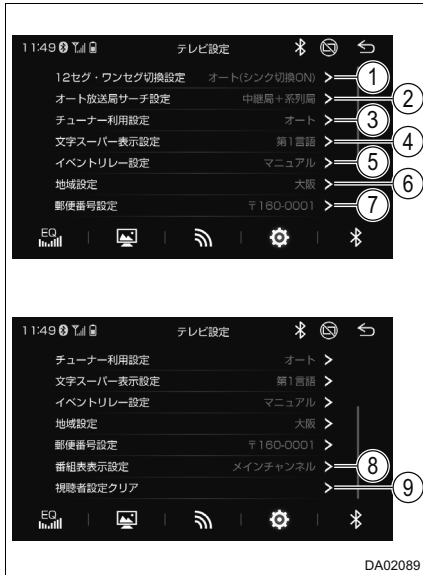 11:49 テレビ設定
12セグ・ワンセグ切換設定 オート(シンク切換ON) > 1
オート放送局サーチ設定 中継局＋系列局 > 2
チューナー利用設定 オート > 3
文字スーパー表示設定 第1言語 > 4
イベントリレー設定 マニュアル > 5
地域設定 大阪 > 6
郵便番号設定 〒160-0001 > 7
EQ
11:49 テレビ設定
チューナー利用設定 オート >
文字スーパー表示設定 第1言語 >
イベントリレー設定 マニュアル >
地域設定 大阪 >
郵便番号設定 〒160-0001 >
番組表表示設定 メインチャンネル > 8
視聴者設定クリア > 9
EQ
DA02089